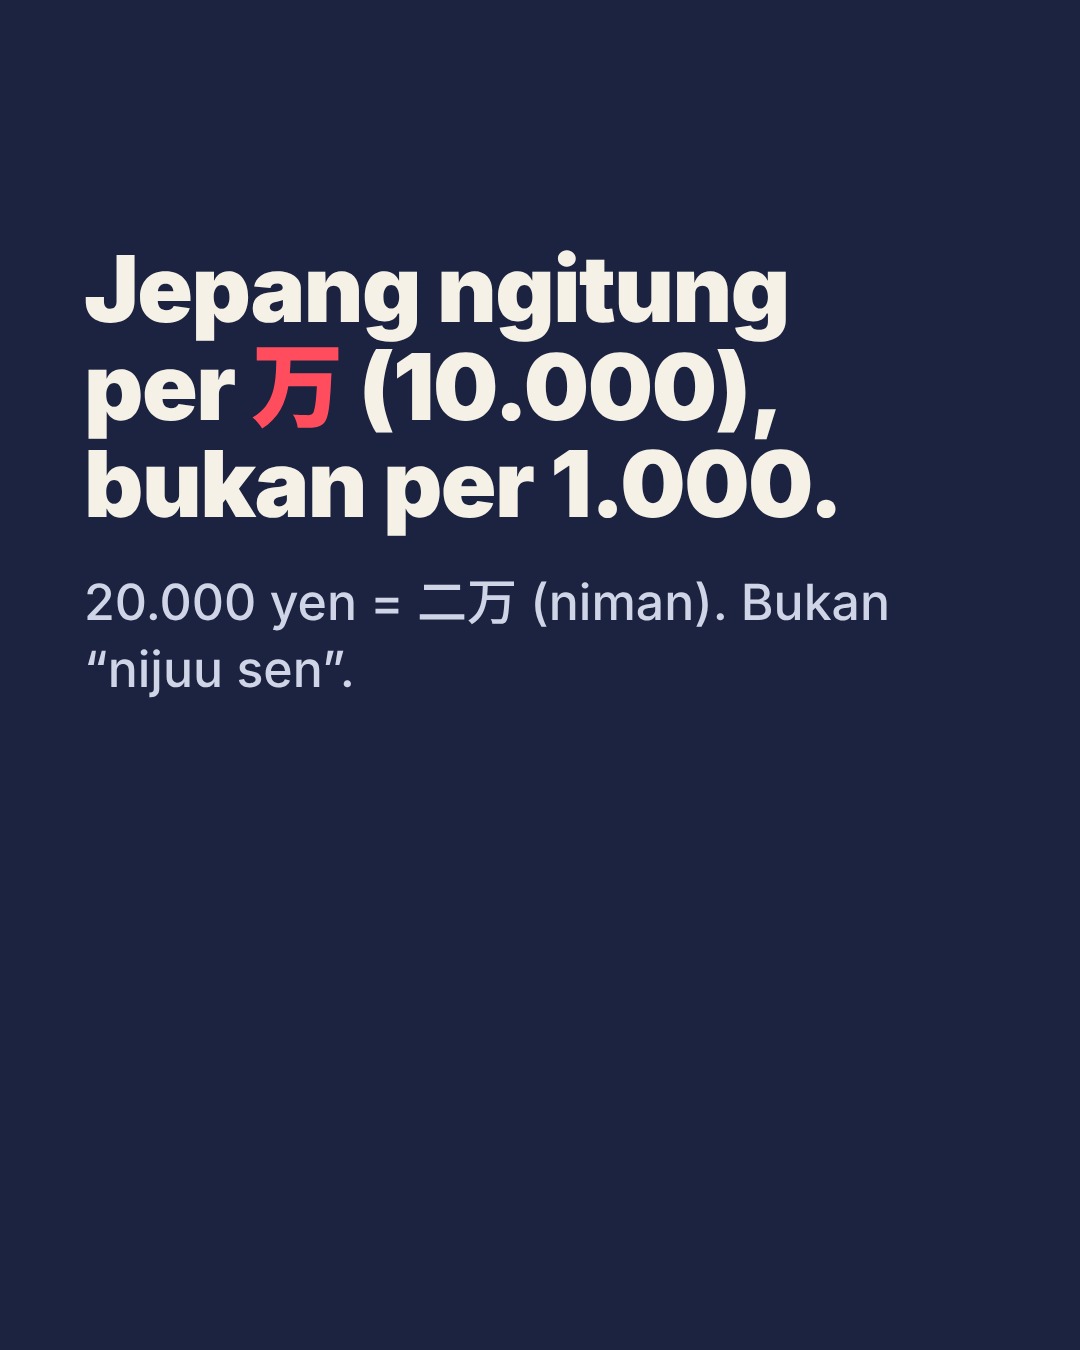 Jepang ngitung
per 万 (10.000),
bukan per 1.000.
20.000 yen = 二万 (niman). Bukan
“nijuu sen”.